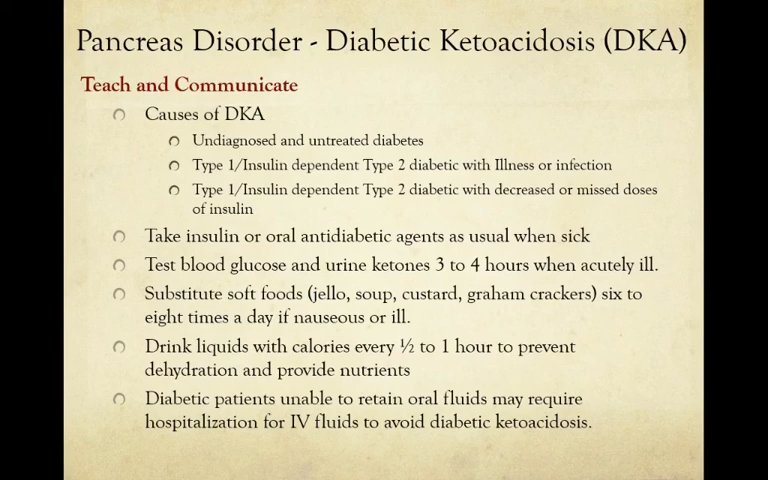 Pancreas Disorder - Diabetic Ketoacidosis (DKA)
Teach and Communicate
Causes of DKA
Undiagnosed and untreated diabetes
Type 1/Insulin dependent Type 2 diabetic with Illness or infection
Type 1/Insulin dependent Type 2 diabetic with decreased or missed doses
of insulin
Take insulin or oral antidiabetic agents as usual when sick
Test blood glucose and urine ketones 3 to 4 hours when acutely ill.
Substitute soft foods (jello, soup, custard, graham crackers) six to
eight times a day if nauseous or ill.
Drink liquids with calories every ½ to 1 hour to prevent
dehydration and provide nutrients
Diabetic patients unable to retain oral fluids may require
hospitalization for IV fluids to avoid diabetic ketoacidosis.